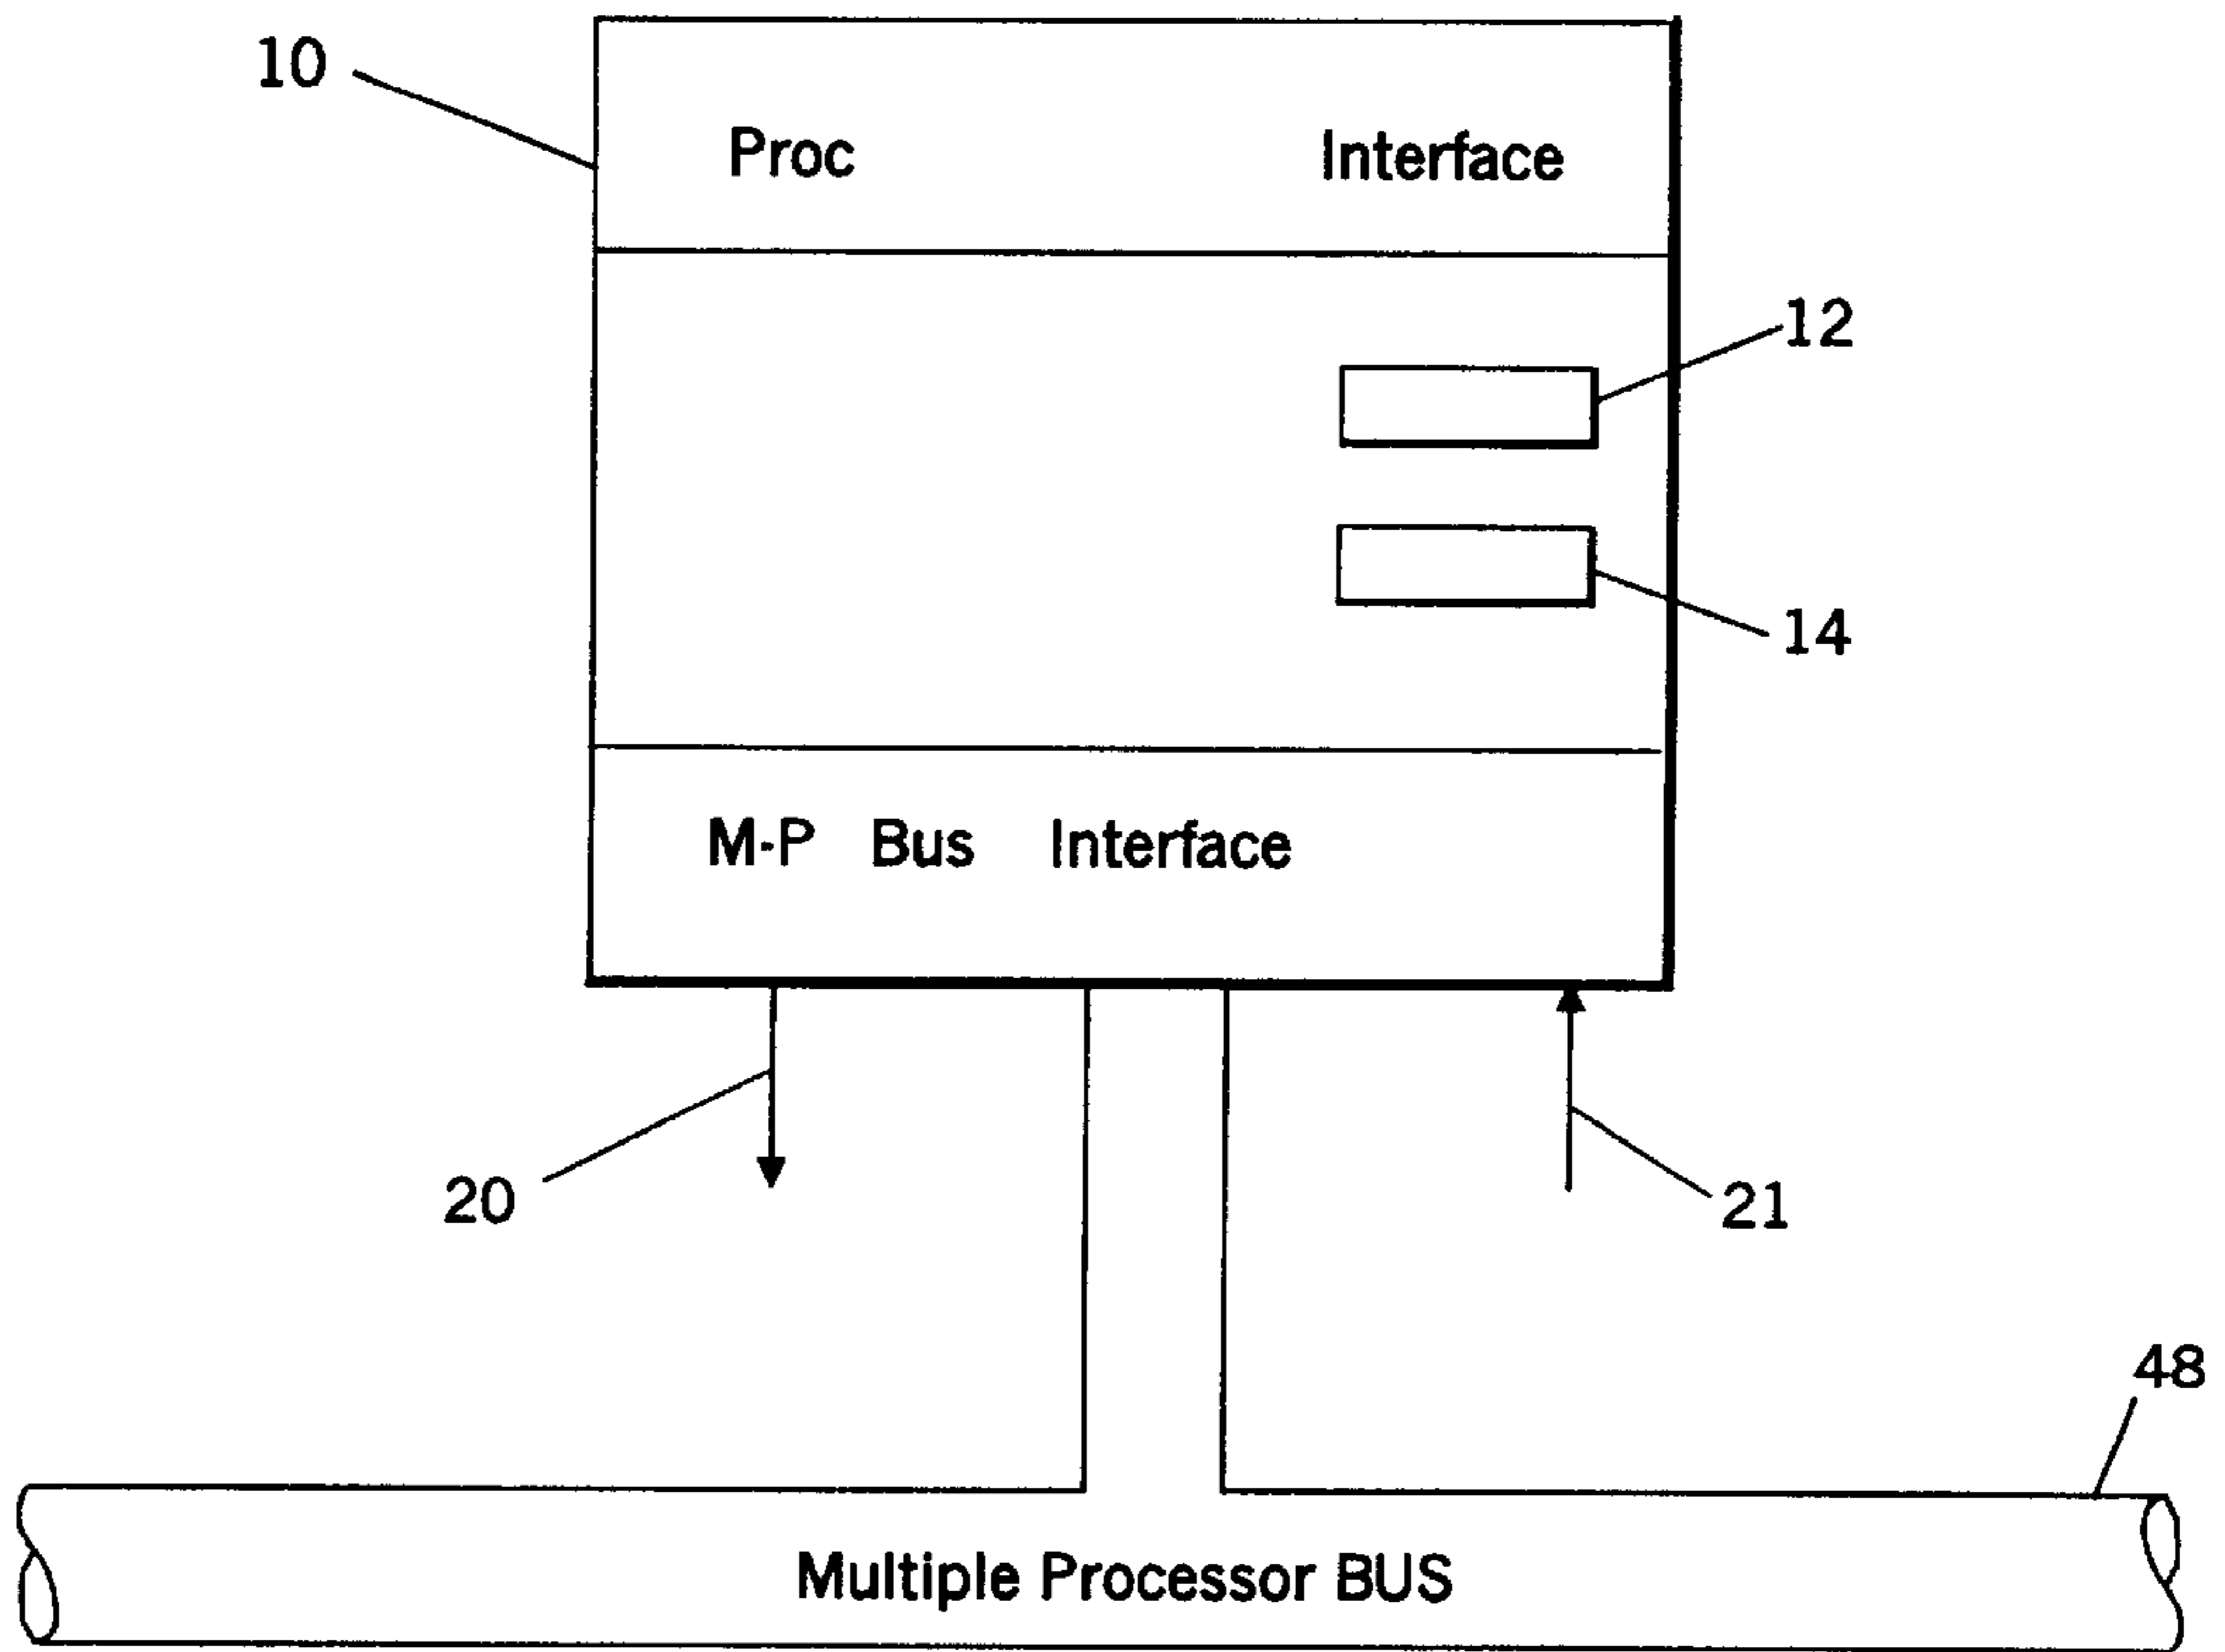 10
Proc Interface
12
14
M-P Bus Interface
20
21
48
Multiple Processor BUS